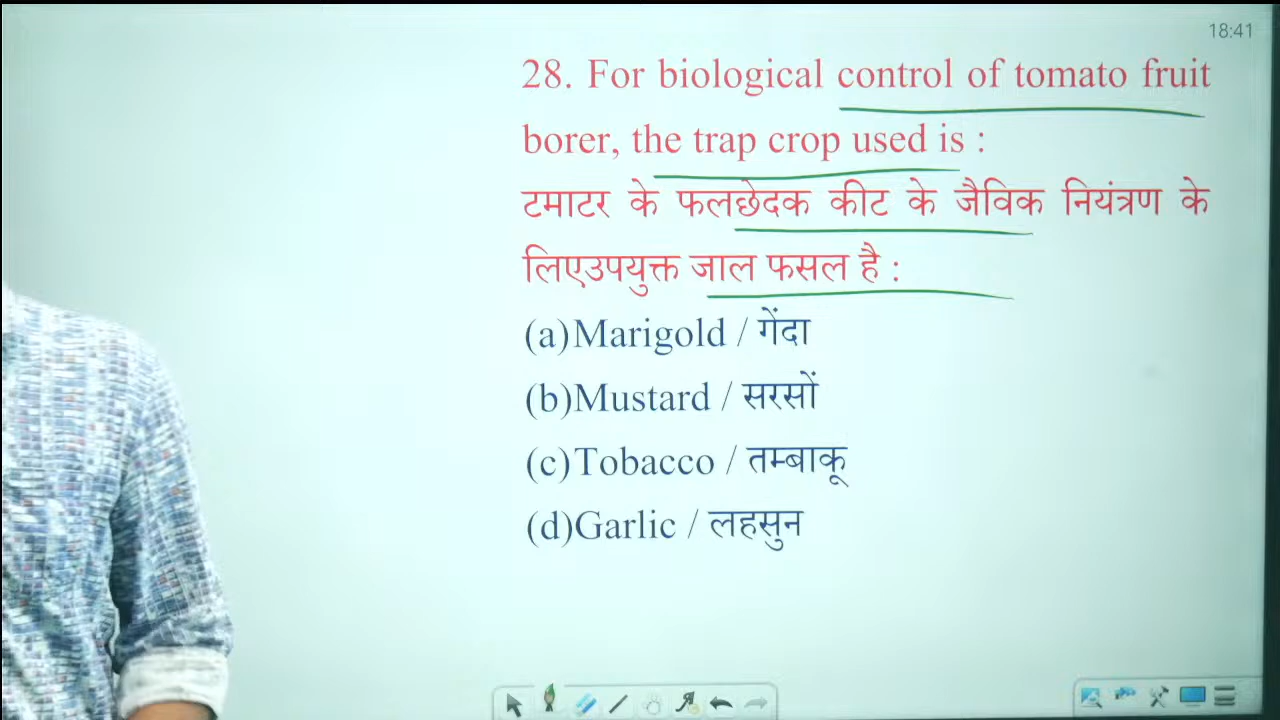 18:41
28. For biological control of tomato fruit
borer, the trap crop used is :
टमाटर के फलछेदक कीट के जैविक नियंत्रण के
लिएउपयुक्त जाल फसल है :
(a)Marigold / गेंदा
(b)Mustard / सरसों
(c)Tobacco / तम्बाकू
(d)Garlic / लहसुन